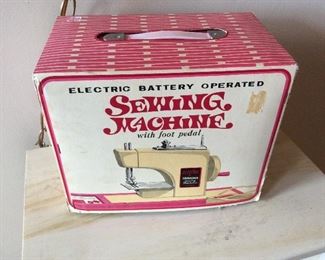 ELECTRIC BATTERY OPERATED
SEWING
MACHINE
with foot pedal